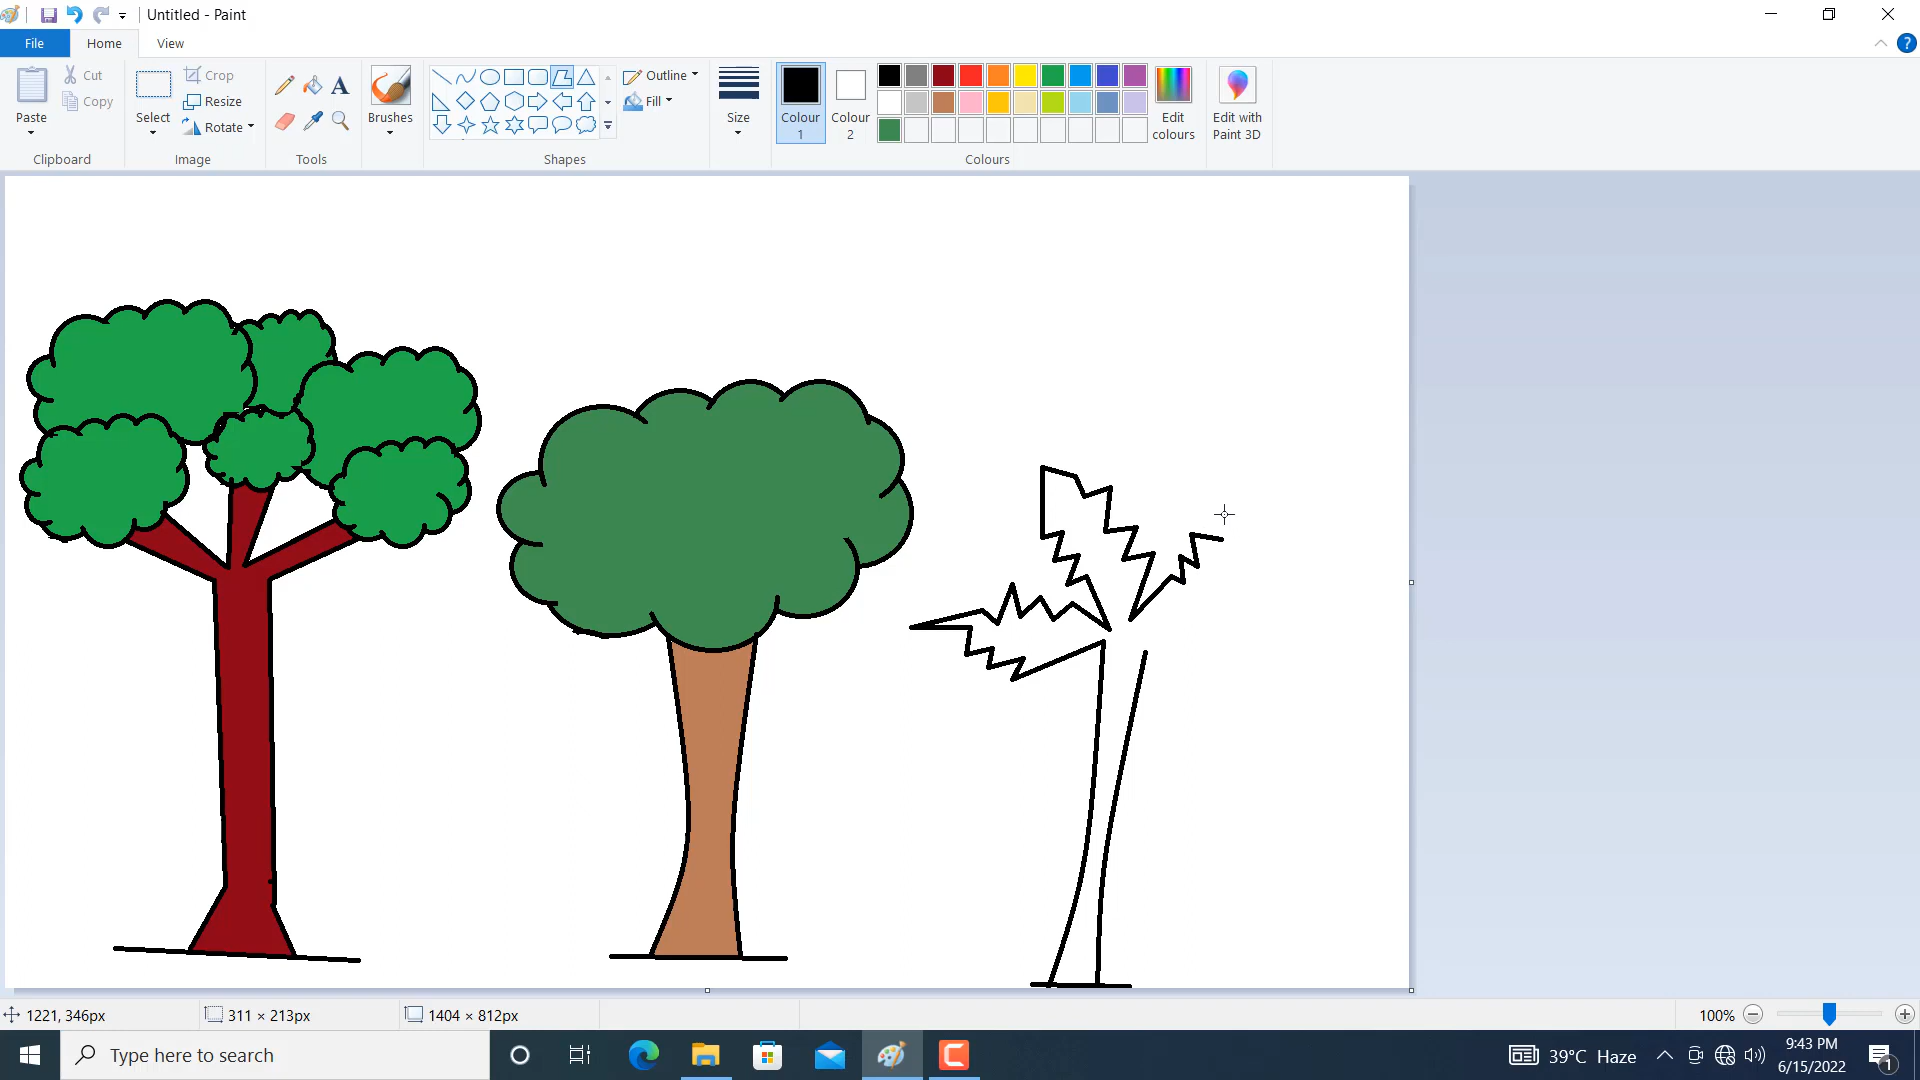 Untitled - Paint
File Home View
Paste Cut Copy
Clipboard
Select Crop Resize Rotate
Image
A
Tools
Brushes
Shapes
Outline
Fill
Size
Colour 1
Colour 2
Edit colours
Colours
Edit with Paint 3D
?
1221, 346px 311 × 213px 1404 × 812px 100%
Type here to search
39°C Haze
9:43 PM
6/15/2022
1